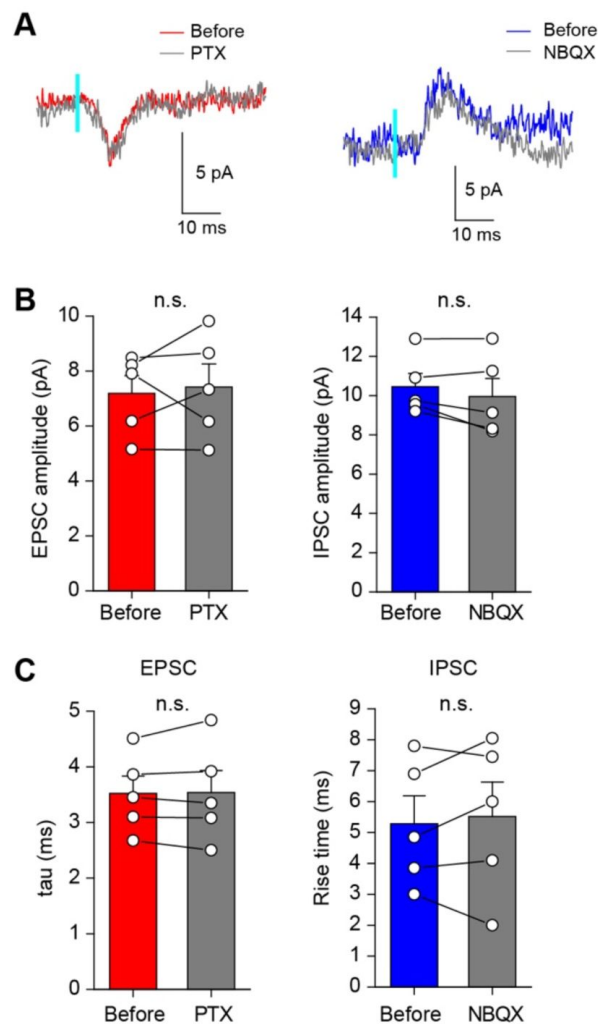 A
Before
PTX
5 pA
10 ms
Before
NBQX
5 pA
10 ms
B
n.s.
EPSC amplitude (pA)
10
8
6
4
2
0
Before PTX
n.s.
IPSC amplitude (pA)
14
12
10
8
6
4
2
0
Before NBQX
C
EPSC
n.s.
tau (ms)
5
4
3
2
1
0
Before PTX
IPSC
n.s.
Rise time (ms)
9
8
7
6
5
4
3
2
1
0
Before NBQX